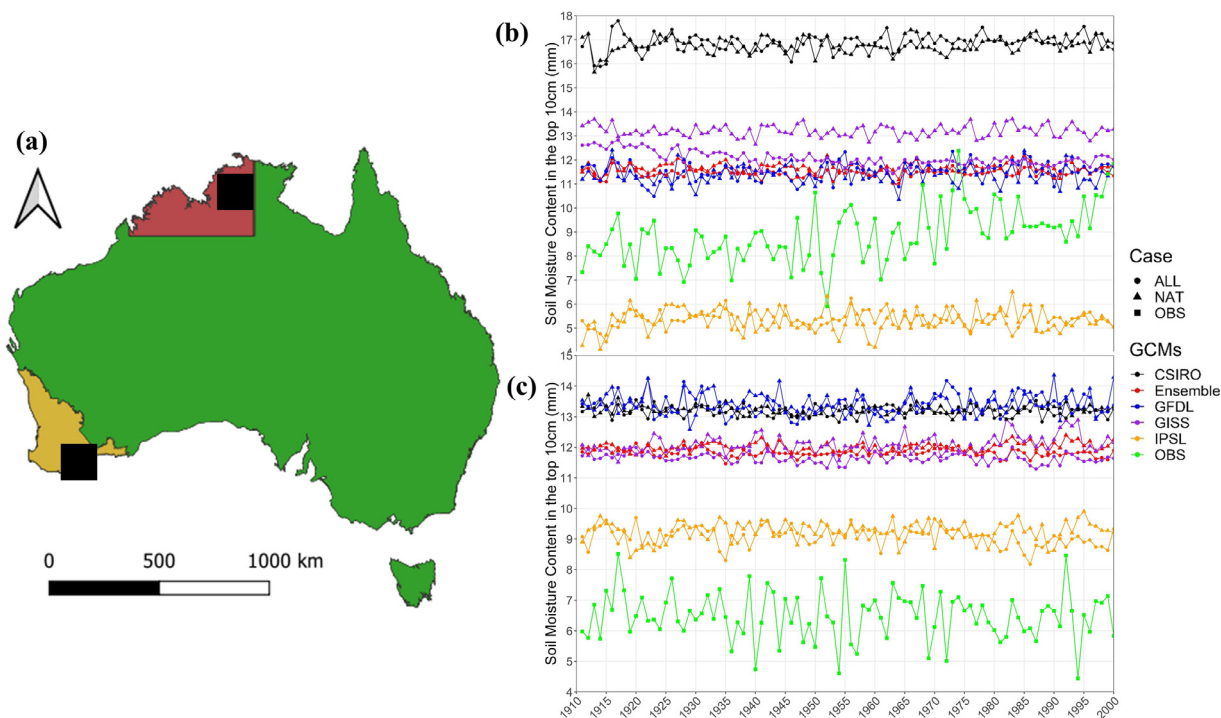 (a)
0 500 1000 km
(b)
Soil Moisture Content in the top 10cm (mm)
18
17
16
15
14
13
12
11
10
9
8
7
6
5
4
(c)
Soil Moisture Content in the top 10cm (mm)
15
14
13
12
11
10
9
8
7
6
5
4
1910 1915 1920 1925 1930 1935 1940 1945 1950 1955 1960 1965 1970 1975 1980 1985 1990 1995 2000
Case
ALL
NAT
OBS
GCMs
CSIRO
Ensemble
GFDL
GISS
IPSL
OBS